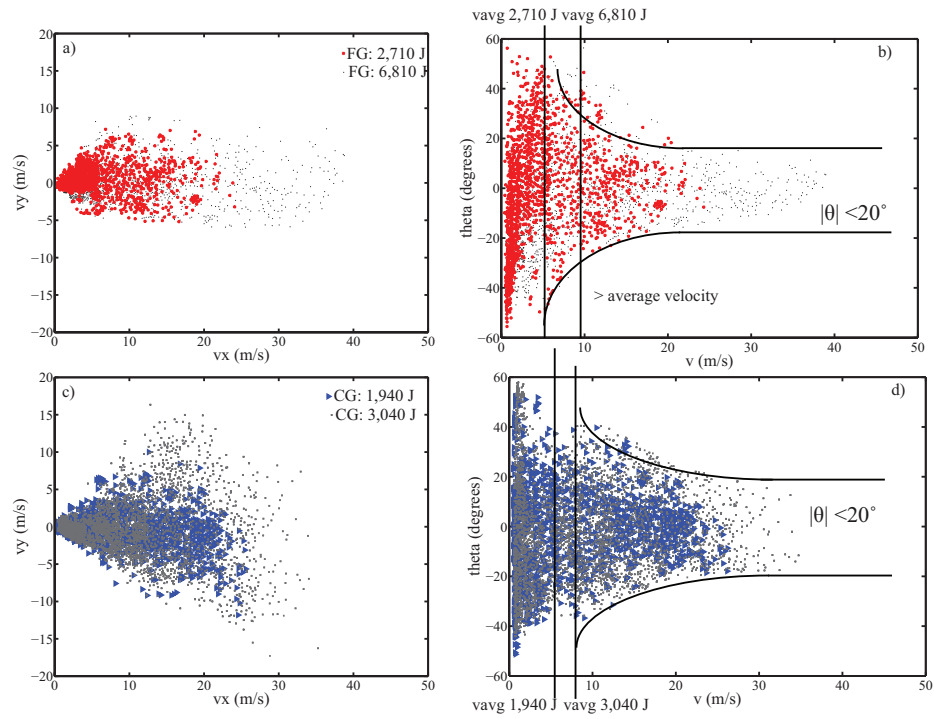 vavg 2,710 J vavg 6,810 J
a)
FG: 2,710 J
FG: 6,810 J
20
15
10
5
0
−5
−10
−15
−20
vy (m/s)
0 10 20 30 40 50
vx (m/s)
b)
60
40
20
0
−20
−40
−60
theta (degrees)
|θ| <20˚
> average velocity
0 10 20 30 40 50
v (m/s)
c)
CG: 1,940 J
CG: 3,040 J
20
15
10
5
0
−5
−10
−15
−20
vy (m/s)
0 10 20 30 40 50
vx (m/s)
d)
60
40
20
0
−20
−40
−60
theta (degrees)
|θ| <20˚
0 10 20 30 40 50
v (m/s)
vavg 1,940 J vavg 3,040 J